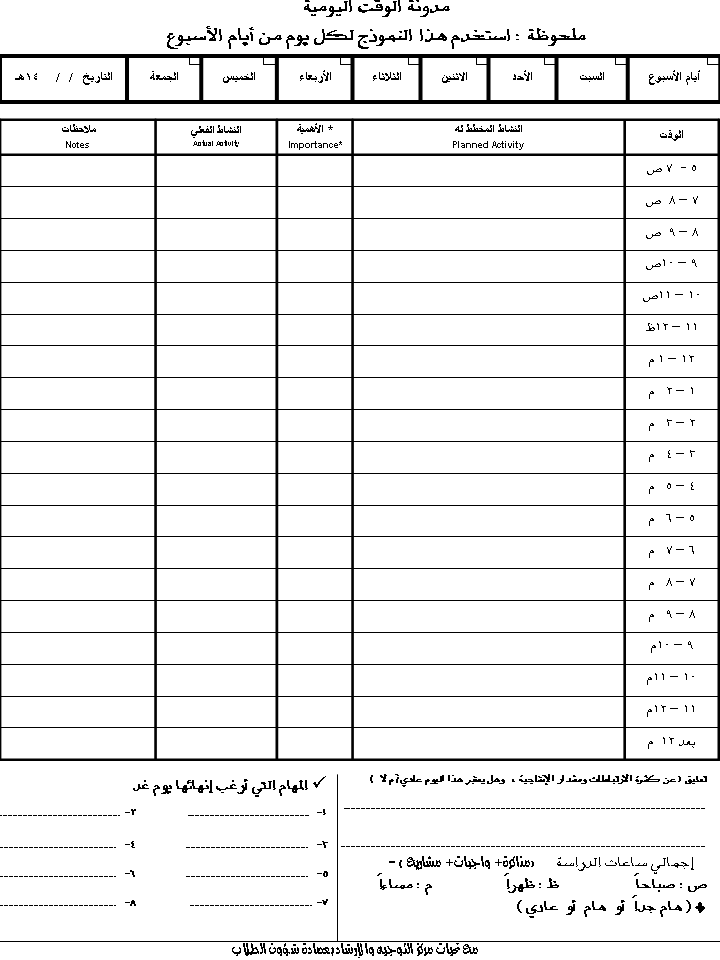 مدونة الوقت اليومية
ملحوظة : استخدم هذا النموذج لكل يوم من أيام الأسبوع
أيام الأسبوع السبت الأحد الاثنين الثلاثاء الأربعاء الخميس الجمعة التاريخ / / ١٤هـ
الوقت النشاط المخطط له * الأهمية النشاط الفعلي ملاحظات
Planned Activity Importance* Actual Activity Notes
٥ - ٧ ص
٧ – ٨ ص
٨ – ٩ ص
٩ – ١٠ص
١٠ – ١١ص
١١ – ١٢ظ
١٢ – ١ م
١ – ٢ م
٢ – ٣ م
٣ – ٤ م
٤ – ٥ م
٥ – ٦ م
٦ – ٧ م
٧ – ٨ م
٨ – ٩ م
٩ – ١٠م
١٠ – ١١م
١١ – ١٢م
بعد ١٢ م
تعليق (عن كثرة الارتباطات ومقدار الإنتاجية ، وهل يعتبر هذا اليوم عادي أم لا )
إجمالي ساعات الدراسة (مذاكرة+ واجبات+ مشاريع) -
ص : صباحاً ظ : ظهراً م : مساءاً
♦ ( هام جداً أو هام أو عادي )
✓ المهام التي أرغب إنهائها يوم غد
١- ٢-
٣- ٤-
٥- ٦-
٧- ٨-
مركز التوجيه والإرشاد بعمادة شؤون الطلاب